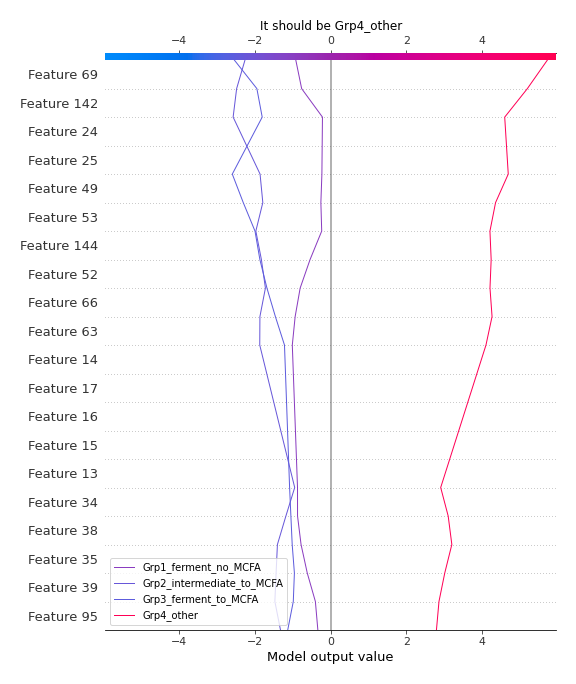 It should be Grp4_other
−4 −2 0 2 4
Feature 69
Feature 142
Feature 24
Feature 25
Feature 49
Feature 53
Feature 144
Feature 52
Feature 66
Feature 63
Feature 14
Feature 17
Feature 16
Feature 15
Feature 13
Feature 34
Feature 38
Feature 35
Feature 39
Feature 95
Grp1_ferment_no_MCFA
Grp2_intermediate_to_MCFA
Grp3_ferment_to_MCFA
Grp4_other
−4 −2 0 2 4
Model output value